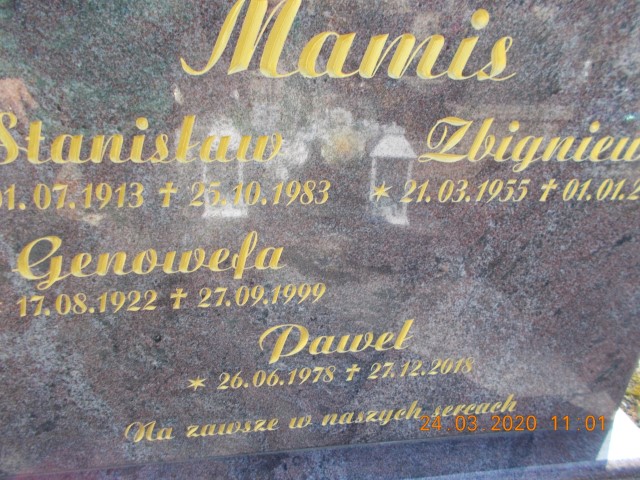 Mamis
Stanisław Zbigniew
01.07.1913 † 25.10.1983 * 21.03.1955 † 01.01.2
Genowefa
17.08.1922 † 27.09.1999
Paweł
* 26.06.1978 † 27.12.2018
Na zawsze w naszych sercach
24.03.2020 11:01